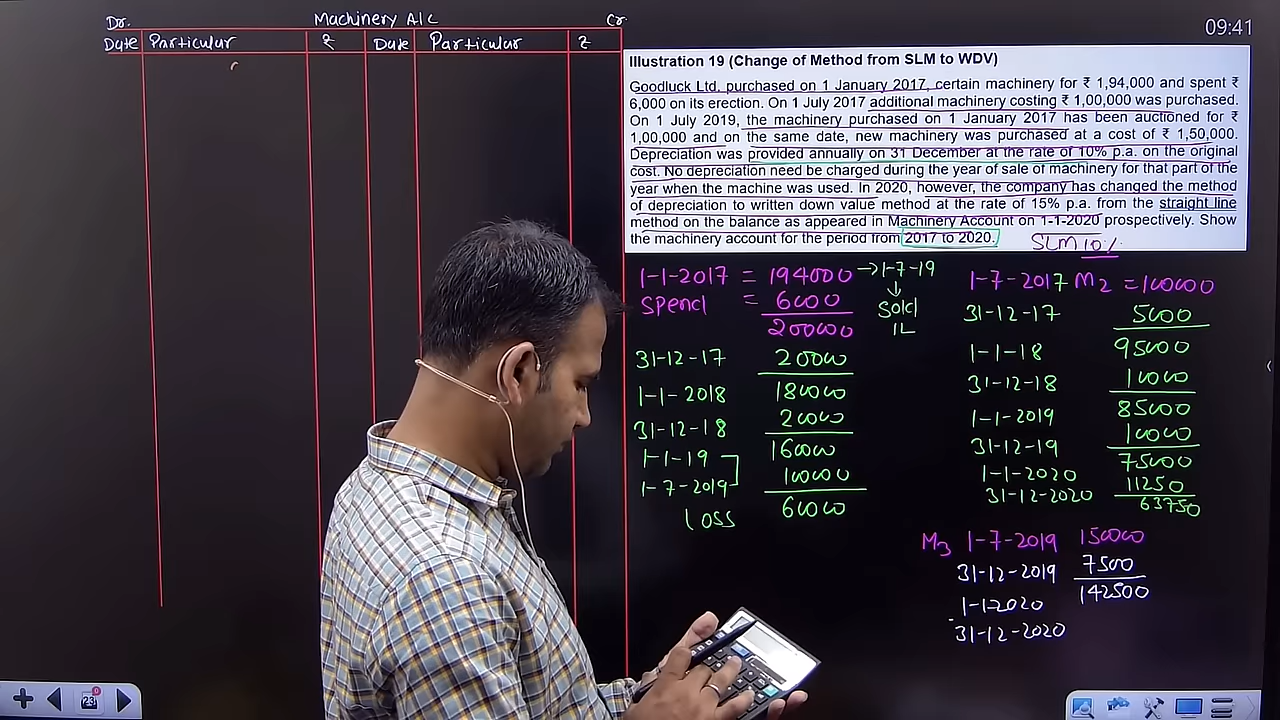 09:41
Dr. Machinery A/c Cr.
Date Particular ₹ Date Particular ₹
Illustration 19 (Change of Method from SLM to WDV)
Goodluck Ltd. purchased on 1 January 2017, certain machinery for ₹ 1,94,000 and spent ₹
6,000 on its erection. On 1 July 2017 additional machinery costing ₹ 1,00,000 was purchased.
On 1 July 2019, the machinery purchased on 1 January 2017 has been auctioned for ₹
1,00,000 and on the same date, new machinery was purchased at a cost of ₹ 1,50,000.
Depreciation was provided annually on 31 December at the rate of 10% p.a. on the original
cost. No depreciation need be charged during the year of sale of machinery for that part of the
year when the machine was used. In 2020, however, the company has changed the method
of depreciation to written down value method at the rate of 15% p.a. from the straight line
method on the balance as appeared in Machinery Account on 1-1-2020 prospectively. Show
the machinery account for the period from 2017 to 2020.
SLM 10%
1-1-2017 = 194000 → 1-7-19
Spend = 6000 ↓ Sold
200000 1L
31-12-17 20000
1-1-2018 180000
31-12-18 20000
1-1-19 160000
1-7-2019 100000
Loss 60000
1-7-2017 M2 = 100000
31-12-17 5000
1-1-18 95000
31-12-18 10000
1-1-2019 85000
31-12-19 10000
1-1-2020 75000
31-12-2020 11250
63750
M3 1-7-2019 150000
31-12-2019 7500
1-1-2020 142500
31-12-2020